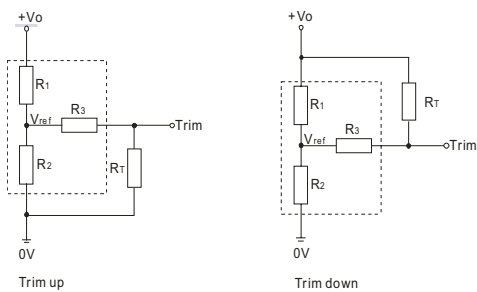 +Vo
R1
Vref
R3
Trim
R2
RT
0V
Trim up
+Vo
R1
RT
Vref
R3
Trim
R2
0V
Trim down